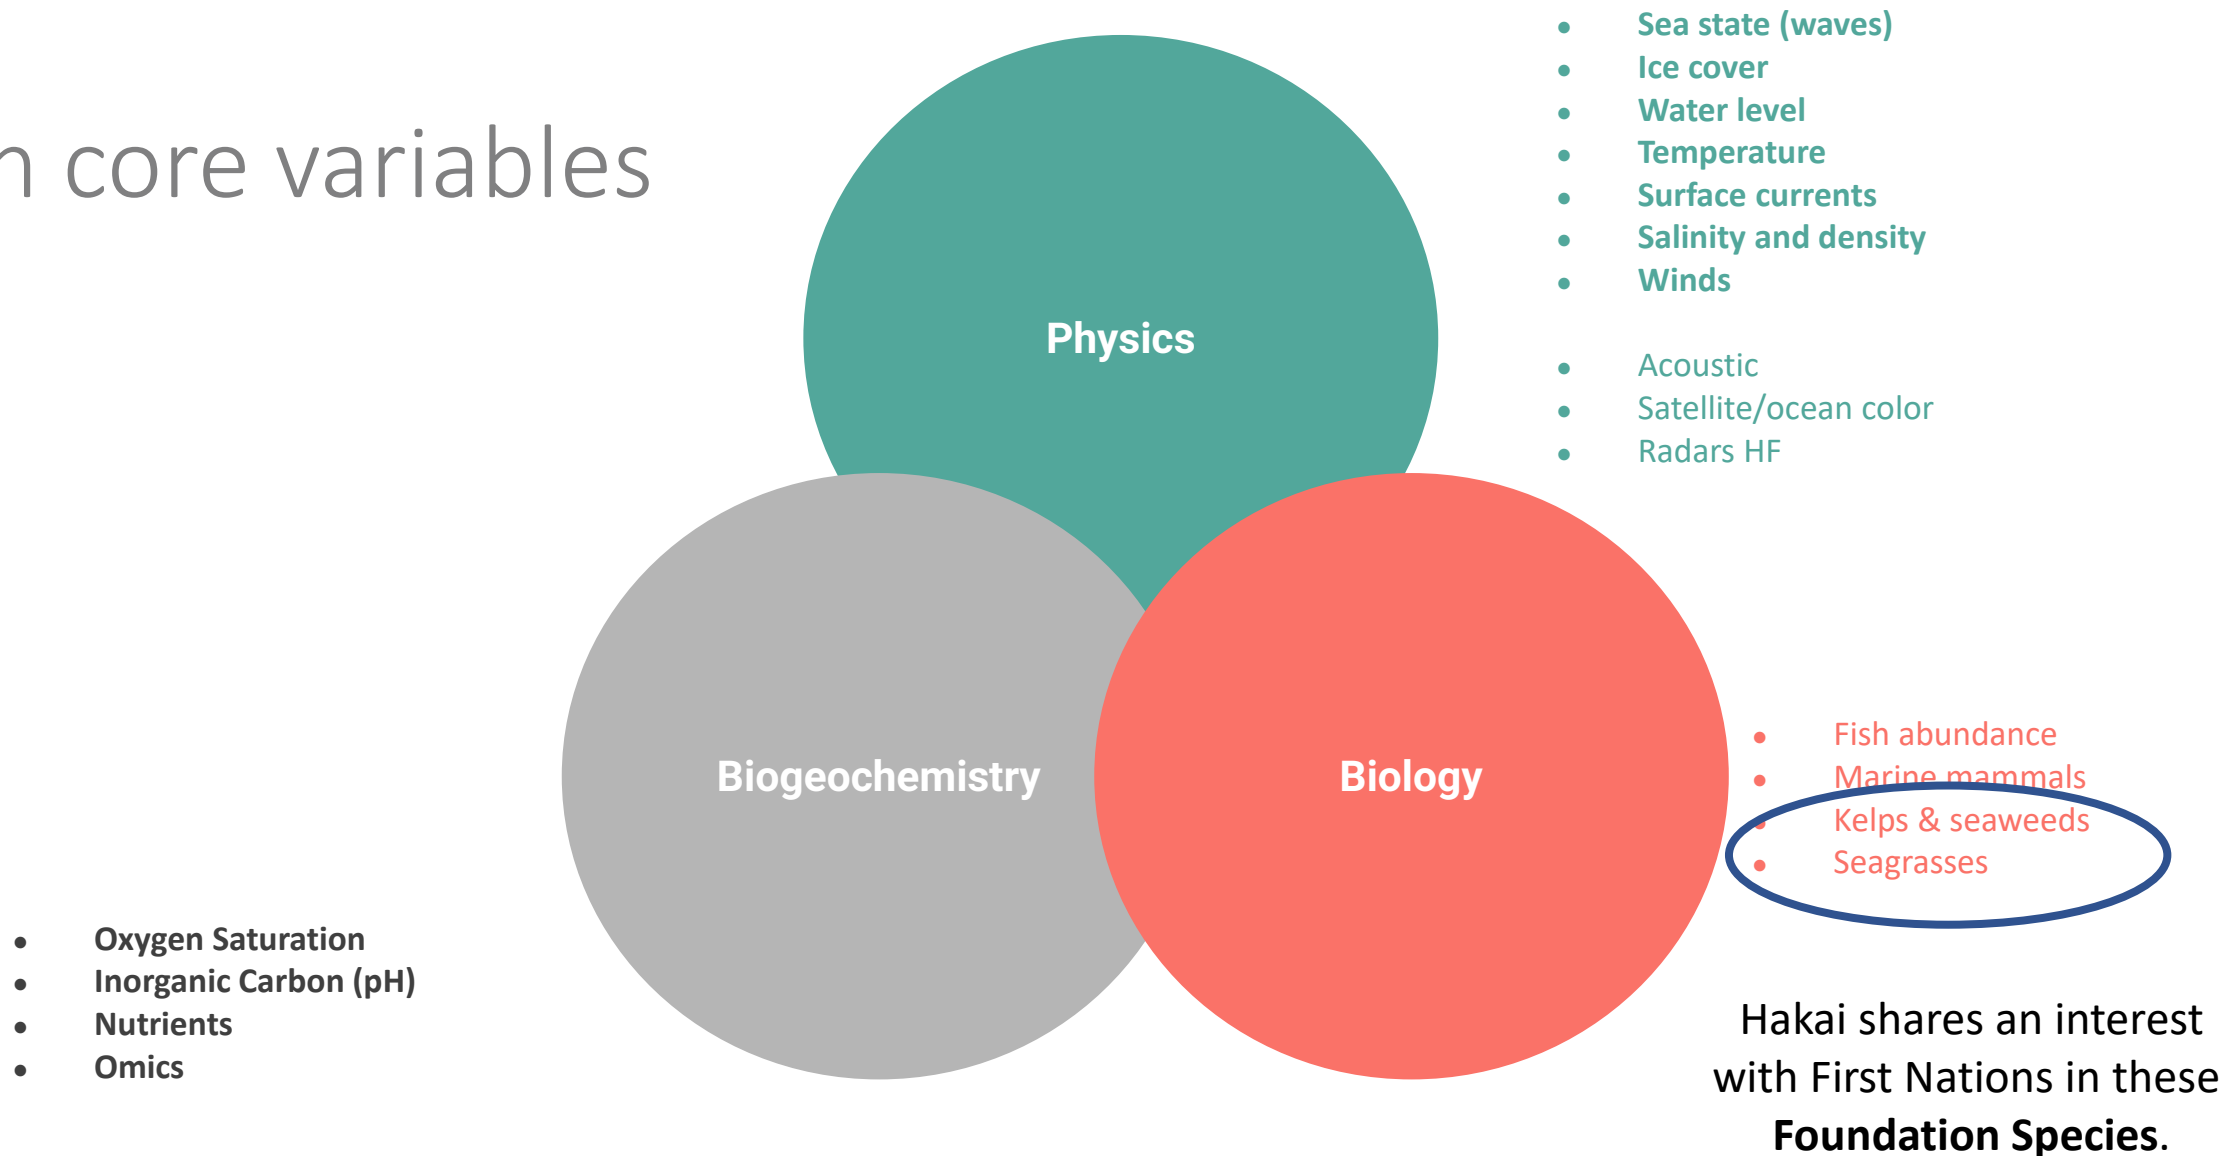 core variables
• Sea state (waves)
• Ice cover
• Water level
• Temperature
• Surface currents
• Salinity and density
• Winds
• Acoustic
• Satellite/ocean color
• Radars HF
Physics
Biogeochemistry
Biology
• Fish abundance
• Marine mammals
• Kelps & seaweeds
• Seagrasses
• Oxygen Saturation
• Inorganic Carbon (pH)
• Nutrients
• Omics
Hakai shares an interest
with First Nations in these
Foundation Species.